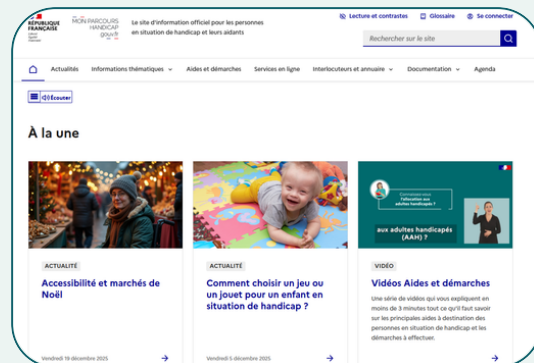 RÉPUBLIQUE
FRANÇAISE
MON PARCOURS
HANDICAP
gouv.fr
Le site d'information officiel pour les personnes
en situation de handicap et leurs aidants
Lecture et contrastes
Glossaire
Se connecter
Rechercher sur le site
Actualités
Informations thématiques
Aides et démarches
Services en ligne
Interlocuteurs et annuaire
Documentation
Agenda
Écouter
À la une
ACTUALITÉ
Accessibilité et marchés de
Noël
Vendredi 19 décembre 2025
ACTUALITÉ
Comment choisir un jeu ou
un jouet pour un enfant en
situation de handicap ?
Vendredi 5 décembre 2025
Connaissez-vous
l'allocation aux
adultes handicapés ?
aux adultes handicapés
(AAH) ?
VIDÉO
Vidéos Aides et démarches
Une série de vidéos qui vous expliquent en
moins de 3 minutes tout ce qu'il faut savoir
sur les principales aides à destination des
personnes en situation de handicap et les
démarches à effectuer.